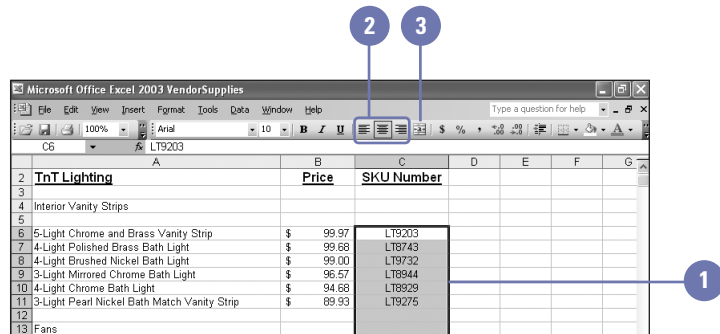 2 3
Microsoft Office Excel 2003 VendorSupplies
File Edit View Insert Format Tools Data Window Help Type a question for help
100% Arial 10 B I U $ % , .0 .00 .00 .0 A
C6 fx LT9203
A B C D E F G
2 TnT Lighting Price SKU Number
3
4 Interior Vanity Strips
5
6 5-Light Chrome and Brass Vanity Strip $ 99.97 LT9203
7 4-Light Polished Brass Bath Light $ 99.68 LT8743
8 4-Light Brushed Nickel Bath Light $ 99.00 LT9732
9 3-Light Mirrored Chrome Bath Light $ 96.57 LT8944
10 4-Light Chrome Bath Light $ 94.68 LT8929
11 3-Light Pearl Nickel Bath Match Vanity Strip $ 89.93 LT9275
12
13 Fans
1